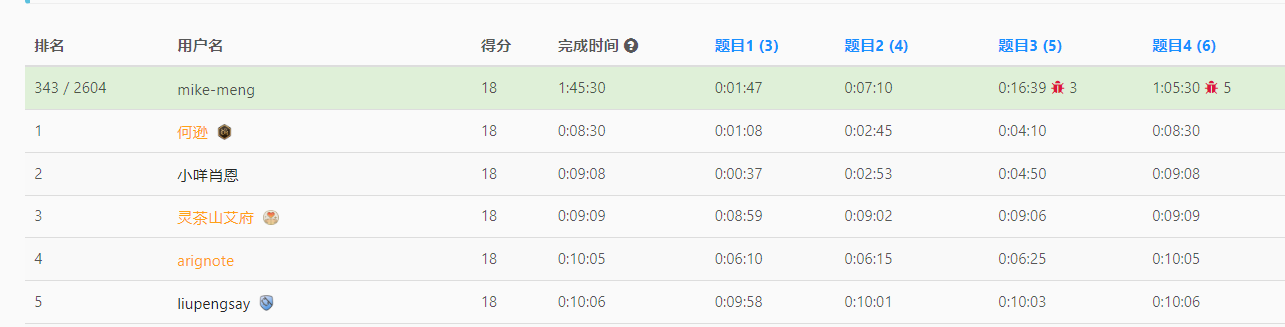 排名 用户名 得分 完成时间 题目1 (3) 题目2 (4) 题目3 (5) 题目4 (6)
343 / 2604 mike-meng 18 1:45:30 0:01:47 0:07:10 0:16:39 3 1:05:30 5
1 何逊 18 0:08:30 0:01:08 0:02:45 0:04:10 0:08:30
2 小咩肖恩 18 0:09:08 0:00:37 0:02:53 0:04:50 0:09:08
3 灵茶山艾府 18 0:09:09 0:08:59 0:09:02 0:09:06 0:09:09
4 arignote 18 0:10:05 0:06:10 0:06:15 0:06:25 0:10:05
5 liupengsay 18 0:10:06 0:09:58 0:10:01 0:10:03 0:10:06